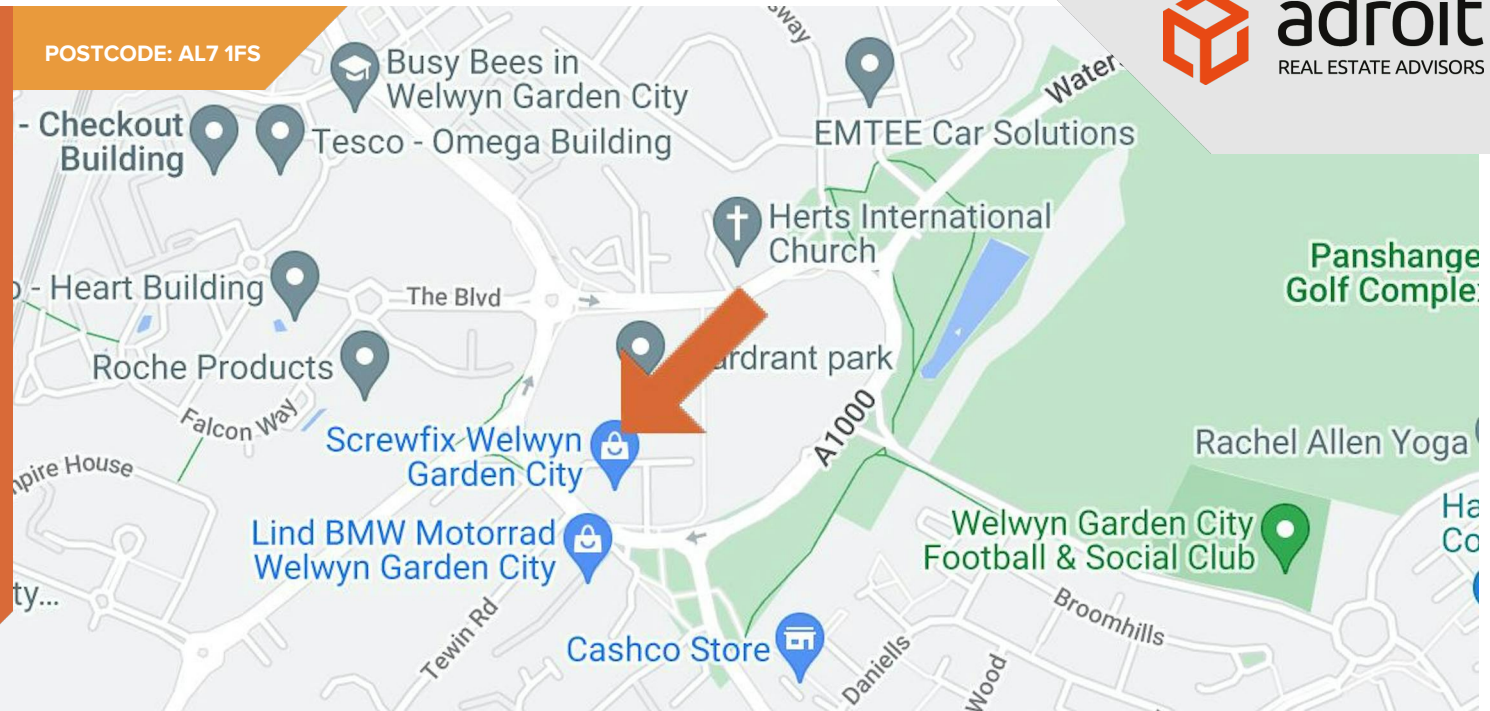 POSTCODE: AL7 1FS
adroit
REAL ESTATE ADVISORS
Busy Bees in
Welwyn Garden City
- Checkout
Building
Tesco - Omega Building
EMTEE Car Solutions
Herts International
Church
Panshange
Golf Comple
- Heart Building
The Blvd
ardrant park
Roche Products
Falcon Way
A1000
Screwfix Welwyn
Garden City
Rachel Allen Yoga
House
Lind BMW Motorrad
Welwyn Garden City
Welwyn Garden City
Football & Social Club
Ha
Co
ty...
Broomhills
Tewin Rd
Cashco Store
Daniells
Wood